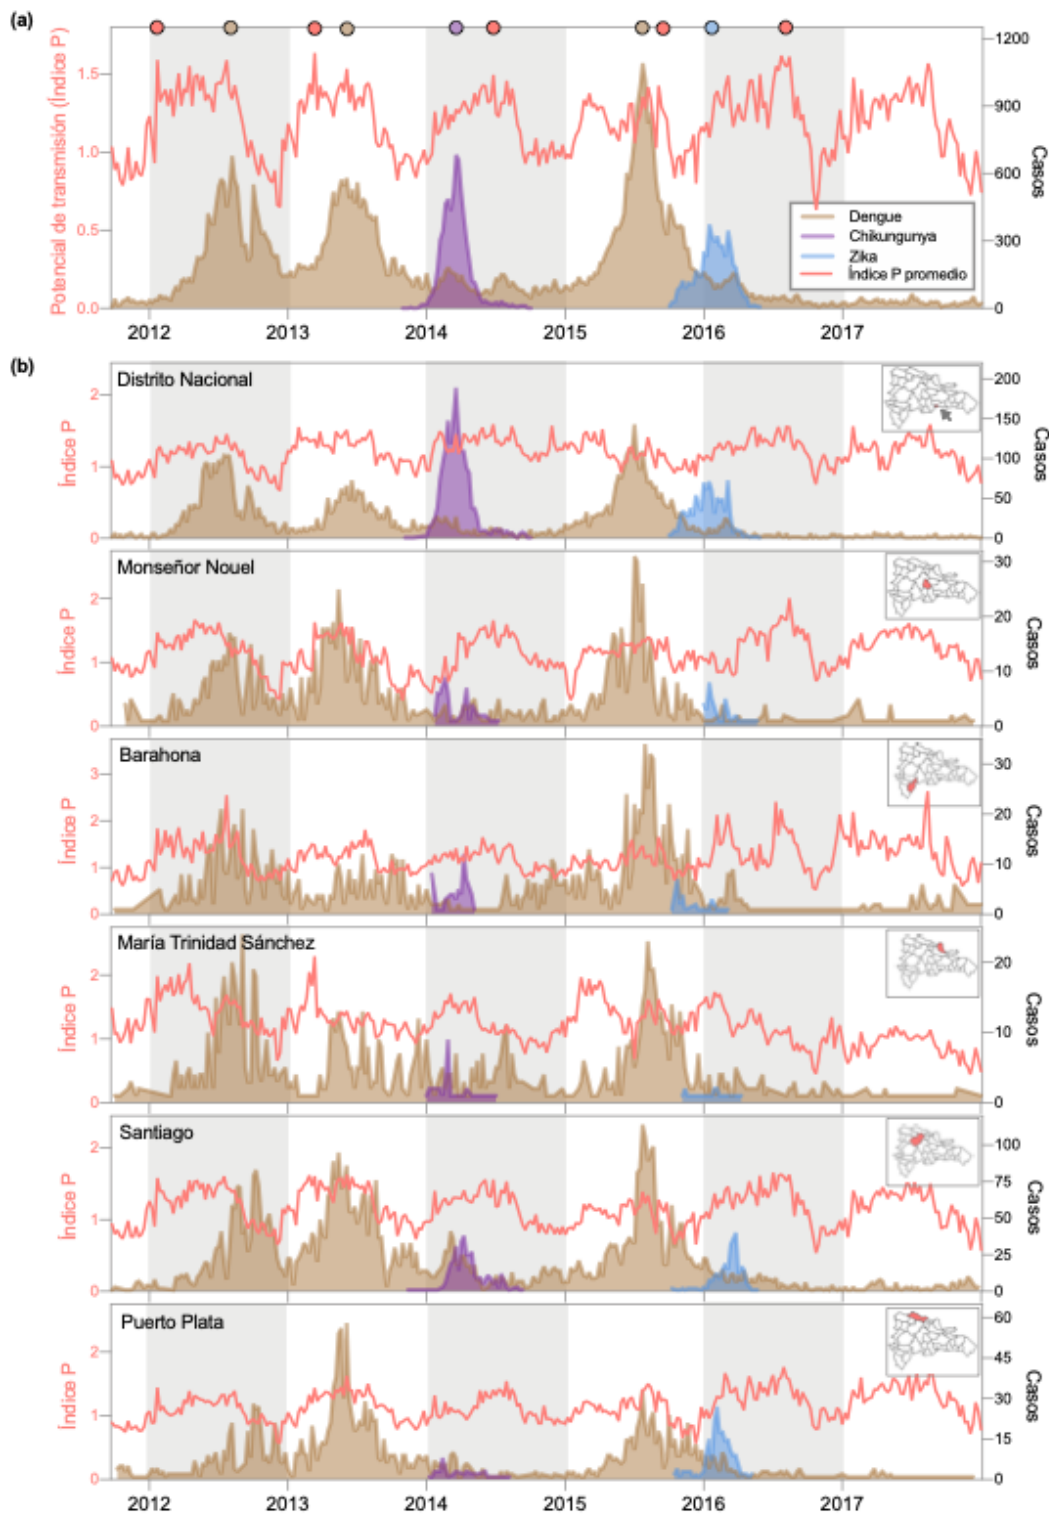 (a)
Potencial de transmisión (Índice P)
1.5
1.0
0.5
0.0
1200
900
600
300
0
Casos
Dengue
Chikungunya
Zika
Índice P promedio
2012 2013 2014 2015 2016 2017
(b)
Distrito Nacional
Índice P
2
1
0
200
150
100
50
0
Casos
Monseñor Nouel
Índice P
2
1
0
30
20
10
0
Casos
Barahona
Índice P
3
2
1
0
30
20
10
0
Casos
María Trinidad Sánchez
Índice P
2
1
0
20
10
0
Casos
Santiago
Índice P
2
1
0
100
75
50
25
0
Casos
Puerto Plata
Índice P
2
1
0
60
45
30
15
0
Casos
2012 2013 2014 2015 2016 2017